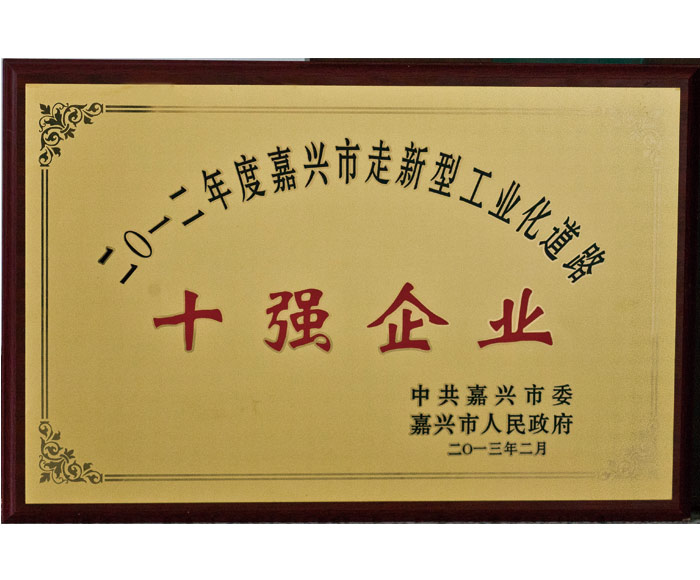 二〇一二年度嘉兴市走新型工业化道路
十强企业
中共嘉兴市委
嘉兴市人民政府
二〇一三年二月